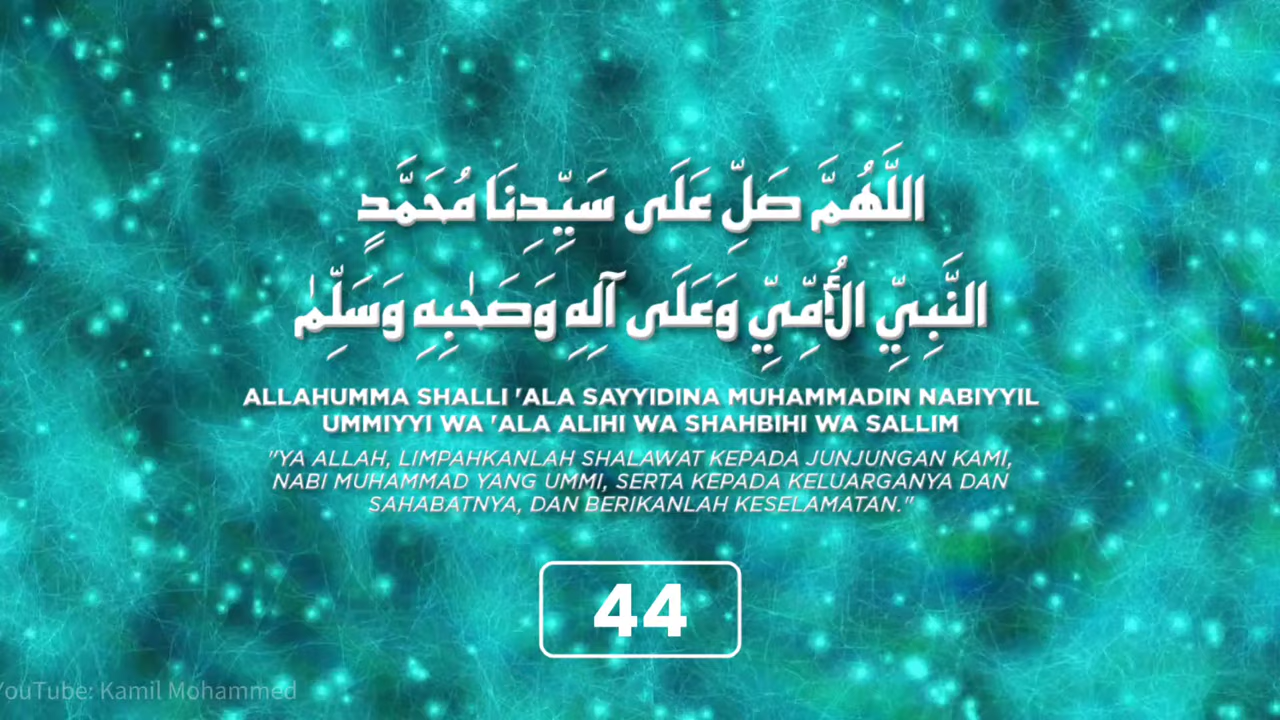 اللَّهُمَّ صَلِّ عَلَى سَيِّدِنَا مُحَمَّدٍ
النَّبِيِّ الأُمِّيِّ وَعَلَى آلِهِ وَصَحْبِهِ وَسَلِّمْ
ALLAHUMMA SHALLI 'ALA SAYYIDINA MUHAMMADIN NABIYYIL
UMMIYYI WA 'ALA ALIHI WA SHAHBIHI WA SALLIM
"YA ALLAH, LIMPAHKANLAH SHALAWAT KEPADA JUNJUNGAN KAMI,
NABI MUHAMMAD YANG UMMI, SERTA KEPADA KELUARGANYA DAN
SAHABATNYA, DAN BERIKANLAH KESELAMATAN."
44
YouTube: Kamil Mohammed